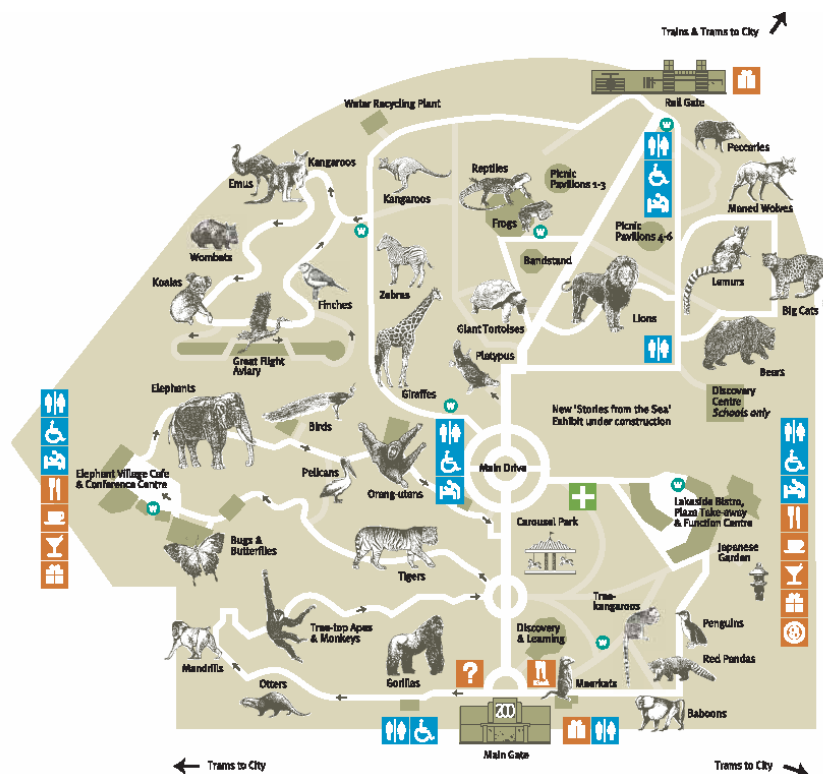 Trains & Trams to City
Rail Gate
Water Recycling Plant
Peccaries
Kangaroos
Emus
Kangaroos
Reptiles
Picnic
Pavilions 1-3
Maned Wolves
Frogs
W
W
W
Picnic
Pavilions 4-6
Wombats
Bandstand
Koalas
Finches
Zebras
Lemurs
Big Cats
Giant Tortoises
Lions
Great Flight
Aviary
Platypus
Bears
Elephants
Giraffes
Discovery
Centre
Schools only
Birds
W
New 'Stories from the Sea'
Exhibit under construction
Elephant Village Cafe
& Conference Centre
Pelicans
Orang-utans
Main Drive
W
Lakeside Bistro,
Plaza Take-away
& Function Centre
W
Carousel Park
Bugs &
Butterflies
Tigers
Japanese
Garden
Tree-
kangaroos
Tree-top Apes
& Monkeys
Discovery
& Learning
W
Penguins
Mandrills
Red Pandas
Otters
Gorillas
?
Meerkats
ZOO
Baboons
Main Gate
Trams to City
Trams to City